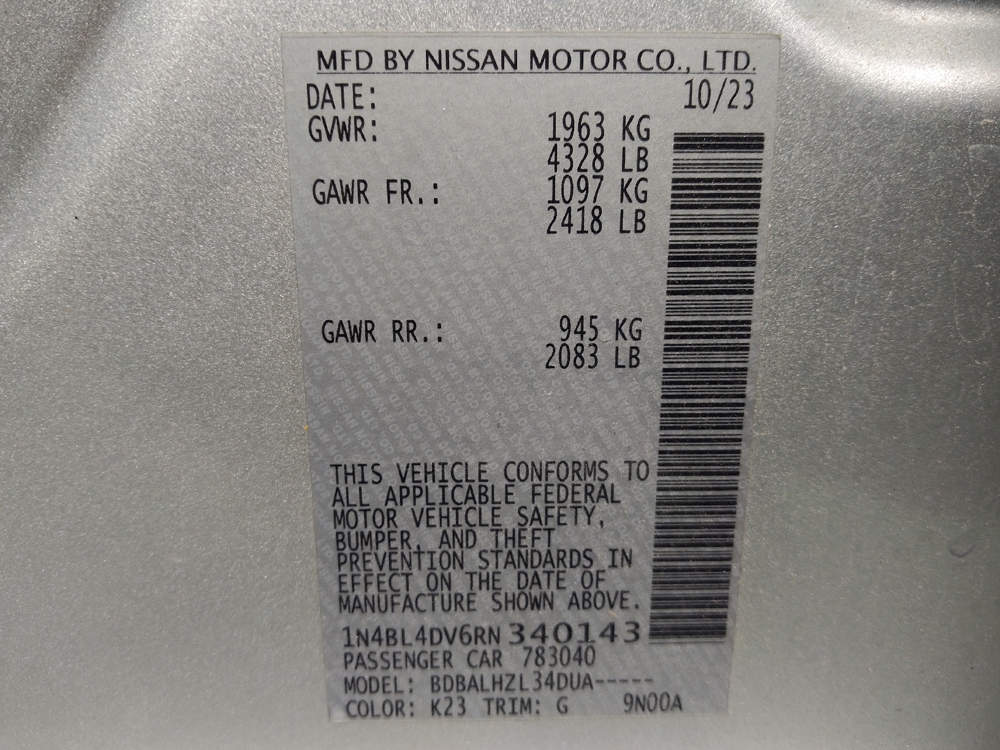 MFD BY NISSAN MOTOR CO., LTD.
DATE: 10/23
GVWR: 1963 KG
4328 LB
GAWR FR.: 1097 KG
2418 LB
GAWR RR.: 945 KG
2083 LB
THIS VEHICLE CONFORMS TO
ALL APPLICABLE FEDERAL
MOTOR VEHICLE SAFETY,
BUMPER, AND THEFT
PREVENTION STANDARDS IN
EFFECT ON THE DATE OF
MANUFACTURE SHOWN ABOVE.
1N4BL4DV6RN340143
PASSENGER CAR 783040
MODEL: BDBALHZL34DUA-----
COLOR: K23 TRIM: G 9N00A